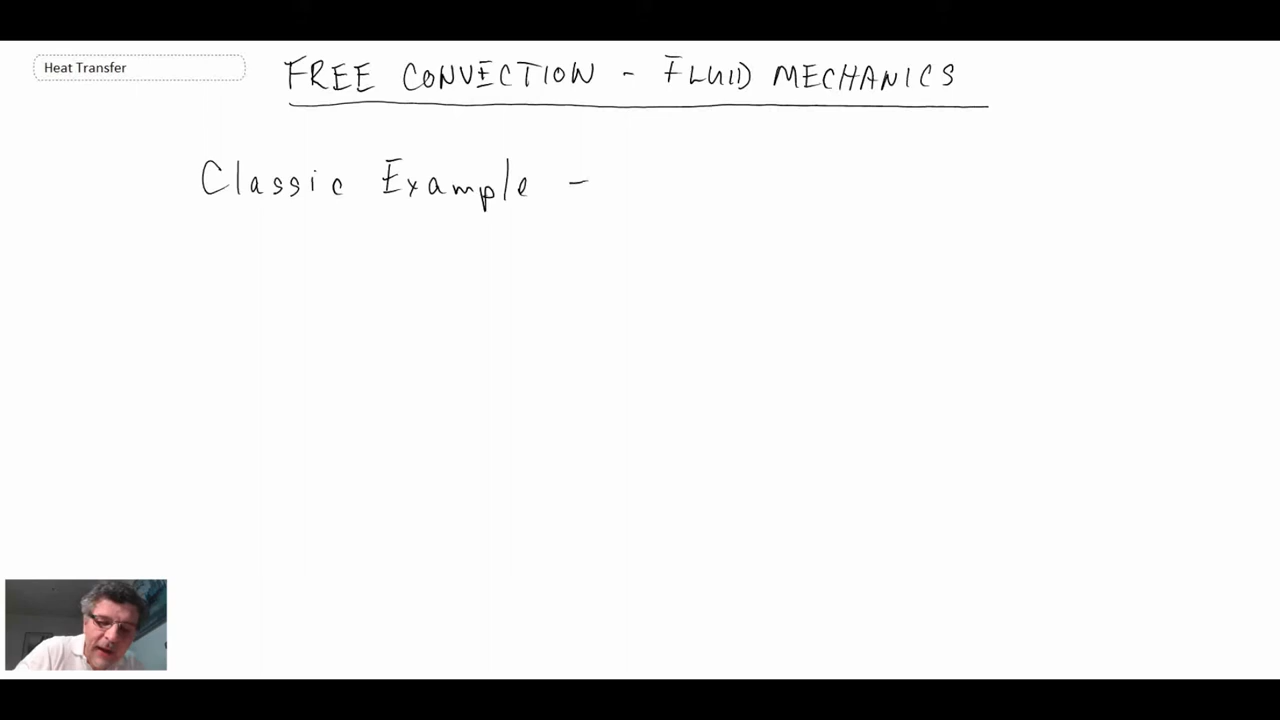 Heat Transfer
FREE CONVECTION - FLUID MECHANICS
Classic Example -